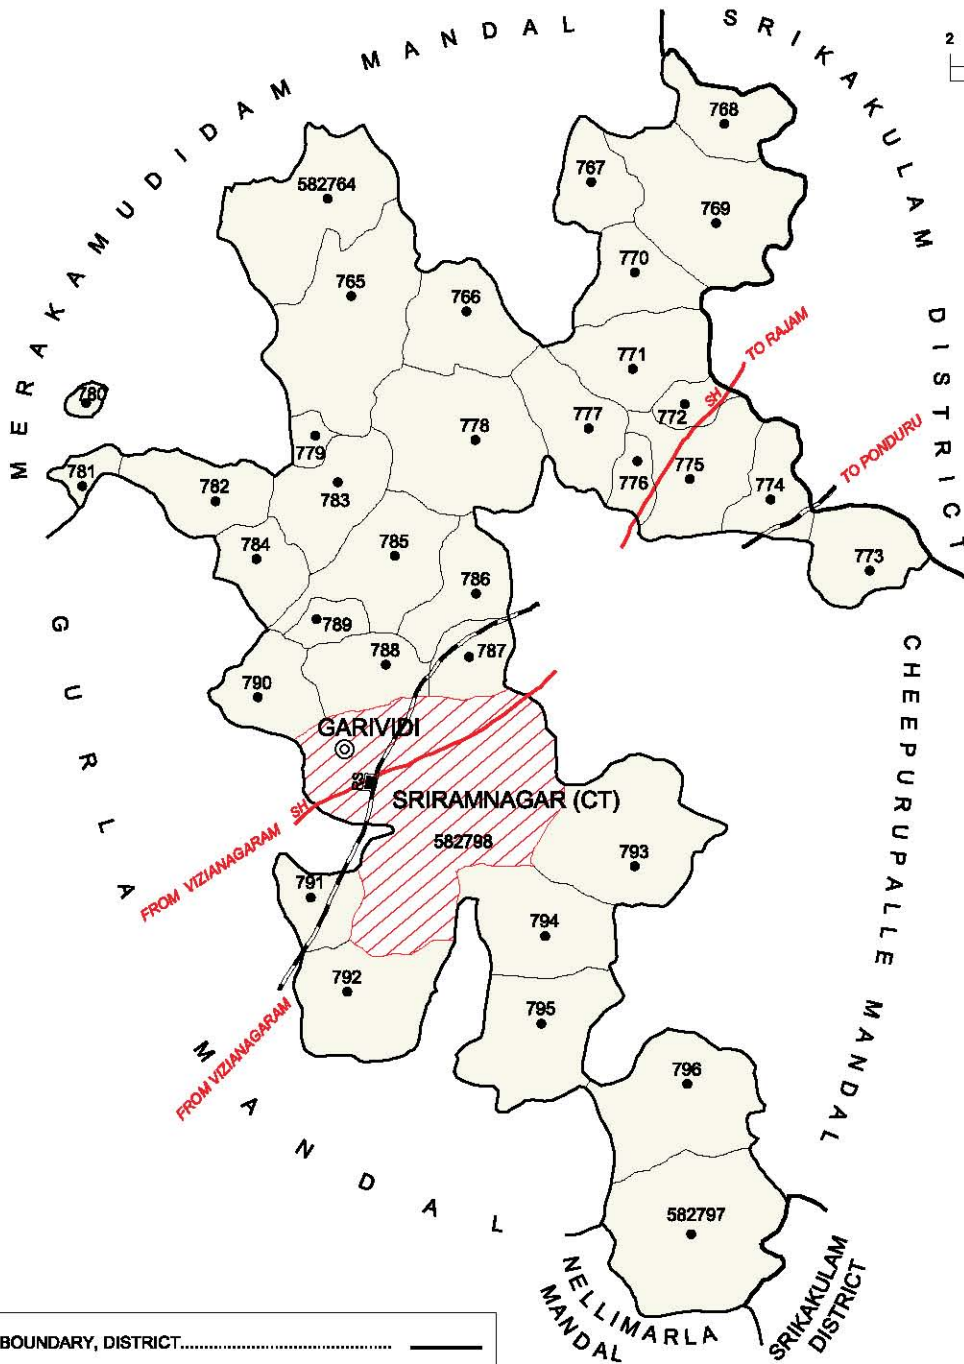 MERAKAMUDIDAM MANDAL
SRIKAKULAM DISTRICT
2
768
767
582764
769
770
765
766
TO RAJAM
771
780
SH
772
777
778
779
TO PONDURU
781
776
775
782
783
774
785
784
773
786
789
788
787
790
GARIVIDI
RS
SRIRAMNAGAR (CT)
SH
582798
793
FROM VIZIANAGARAM
791
794
792
795
FROM VIZIANAGARAM
796
GURLA MANDAL
CHEEPURUPALLE MANDAL
582797
NELLIMARLA
MANDAL
SRIKAKULAM
DISTRICT
BOUNDARY, DISTRICT